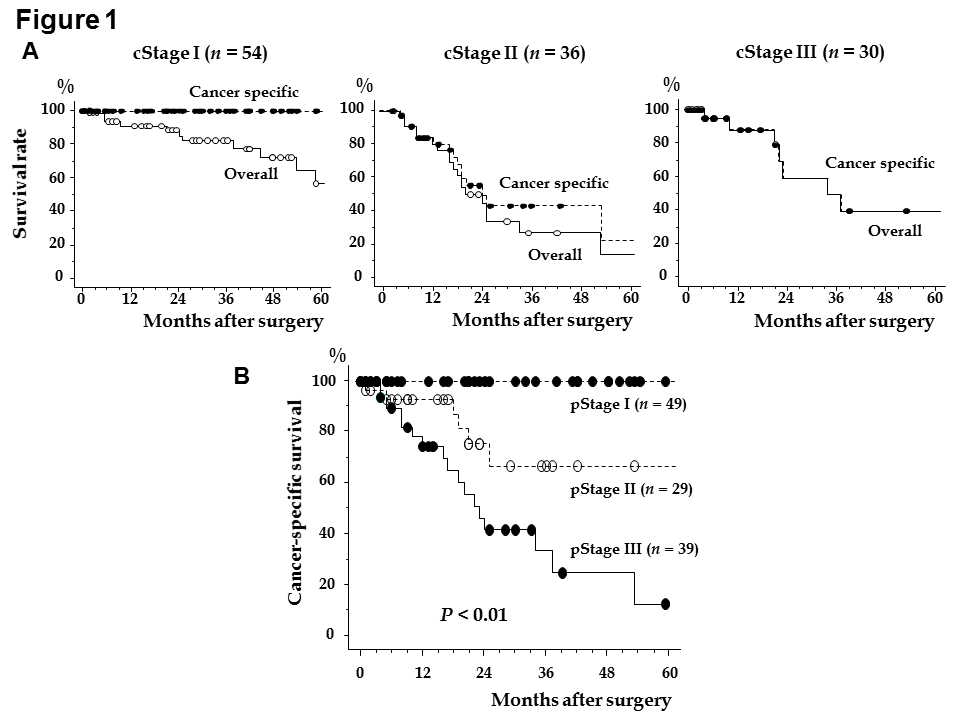 Figure 1
A
cStage I (n = 54)
cStage II (n = 36)
cStage III (n = 30)
%
100
80
60
40
20
0
Survival rate
Cancer specific
Overall
0 12 24 36 48 60
Months after surgery
%
100
80
60
40
20
0
Cancer specific
Overall
0 12 24 36 48 60
Months after surgery
%
100
80
60
40
20
0
Cancer specific
Overall
0 12 24 36 48 60
Months after surgery
B
%
100
80
60
40
20
0
Cancer-specific survival
pStage I (n = 49)
pStage II (n = 29)
pStage III (n = 39)
P < 0.01
0 12 24 36 48 60
Months after surgery